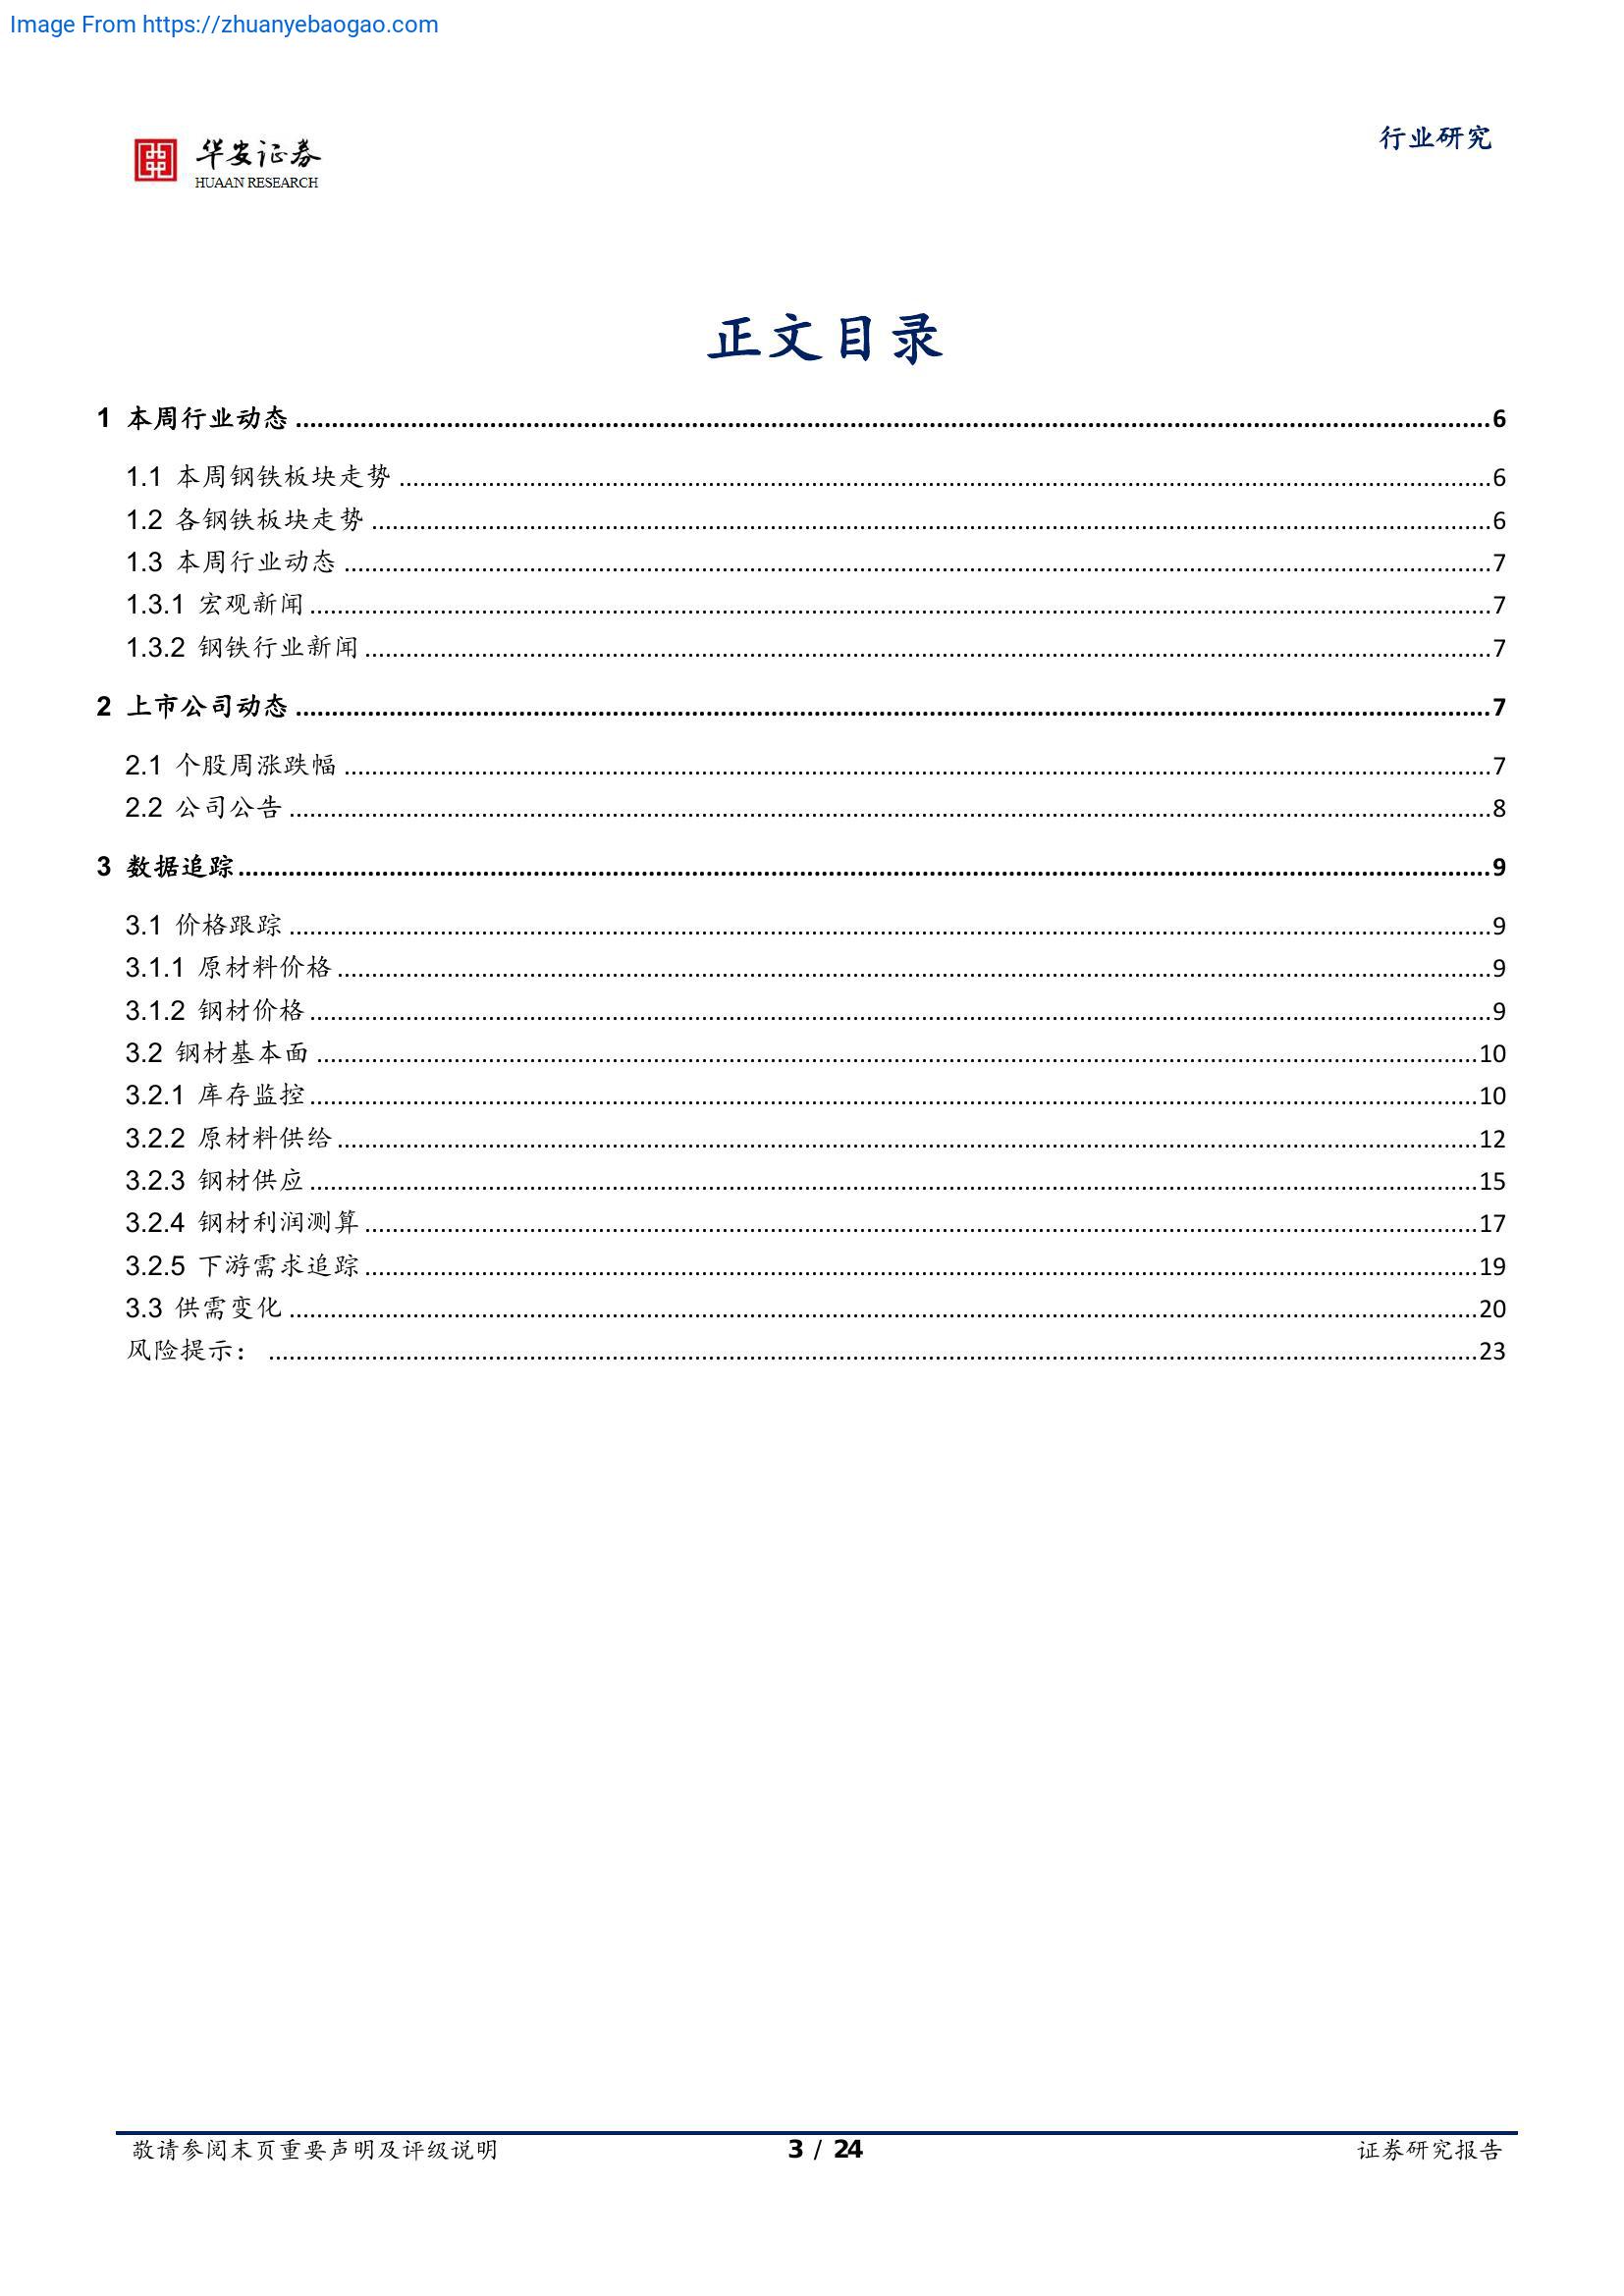 Image From https://zhuanyebaogao.com
华安证券
HUAAN RESEARCH
行业研究
正文目录
1 本周行业动态 ........................ 6
1.1 本周钢铁板块走势 ........................ 6
1.2 各钢铁板块走势 ........................ 6
1.3 本周行业动态 ........................ 7
1.3.1 宏观新闻 ........................ 7
1.3.2 钢铁行业新闻 ........................ 7
2 上市公司动态 ........................ 7
2.1 个股周涨跌幅 ........................ 7
2.2 公司公告 ........................ 8
3 数据追踪 ........................ 9
3.1 价格跟踪 ........................ 9
3.1.1 原材料价格 ........................ 9
3.1.2 钢材价格 ........................ 9
3.2 钢材基本面 ........................ 10
3.2.1 库存监控 ........................ 10
3.2.2 原材料供给 ........................ 12
3.2.3 钢材供应 ........................ 15
3.2.4 钢材利润测算 ........................ 17
3.2.5 下游需求追踪 ........................ 19
3.3 供需变化 ........................ 20
风险提示： ........................ 23
敬请参阅末页重要声明及评级说明
3 / 24
证券研究报告